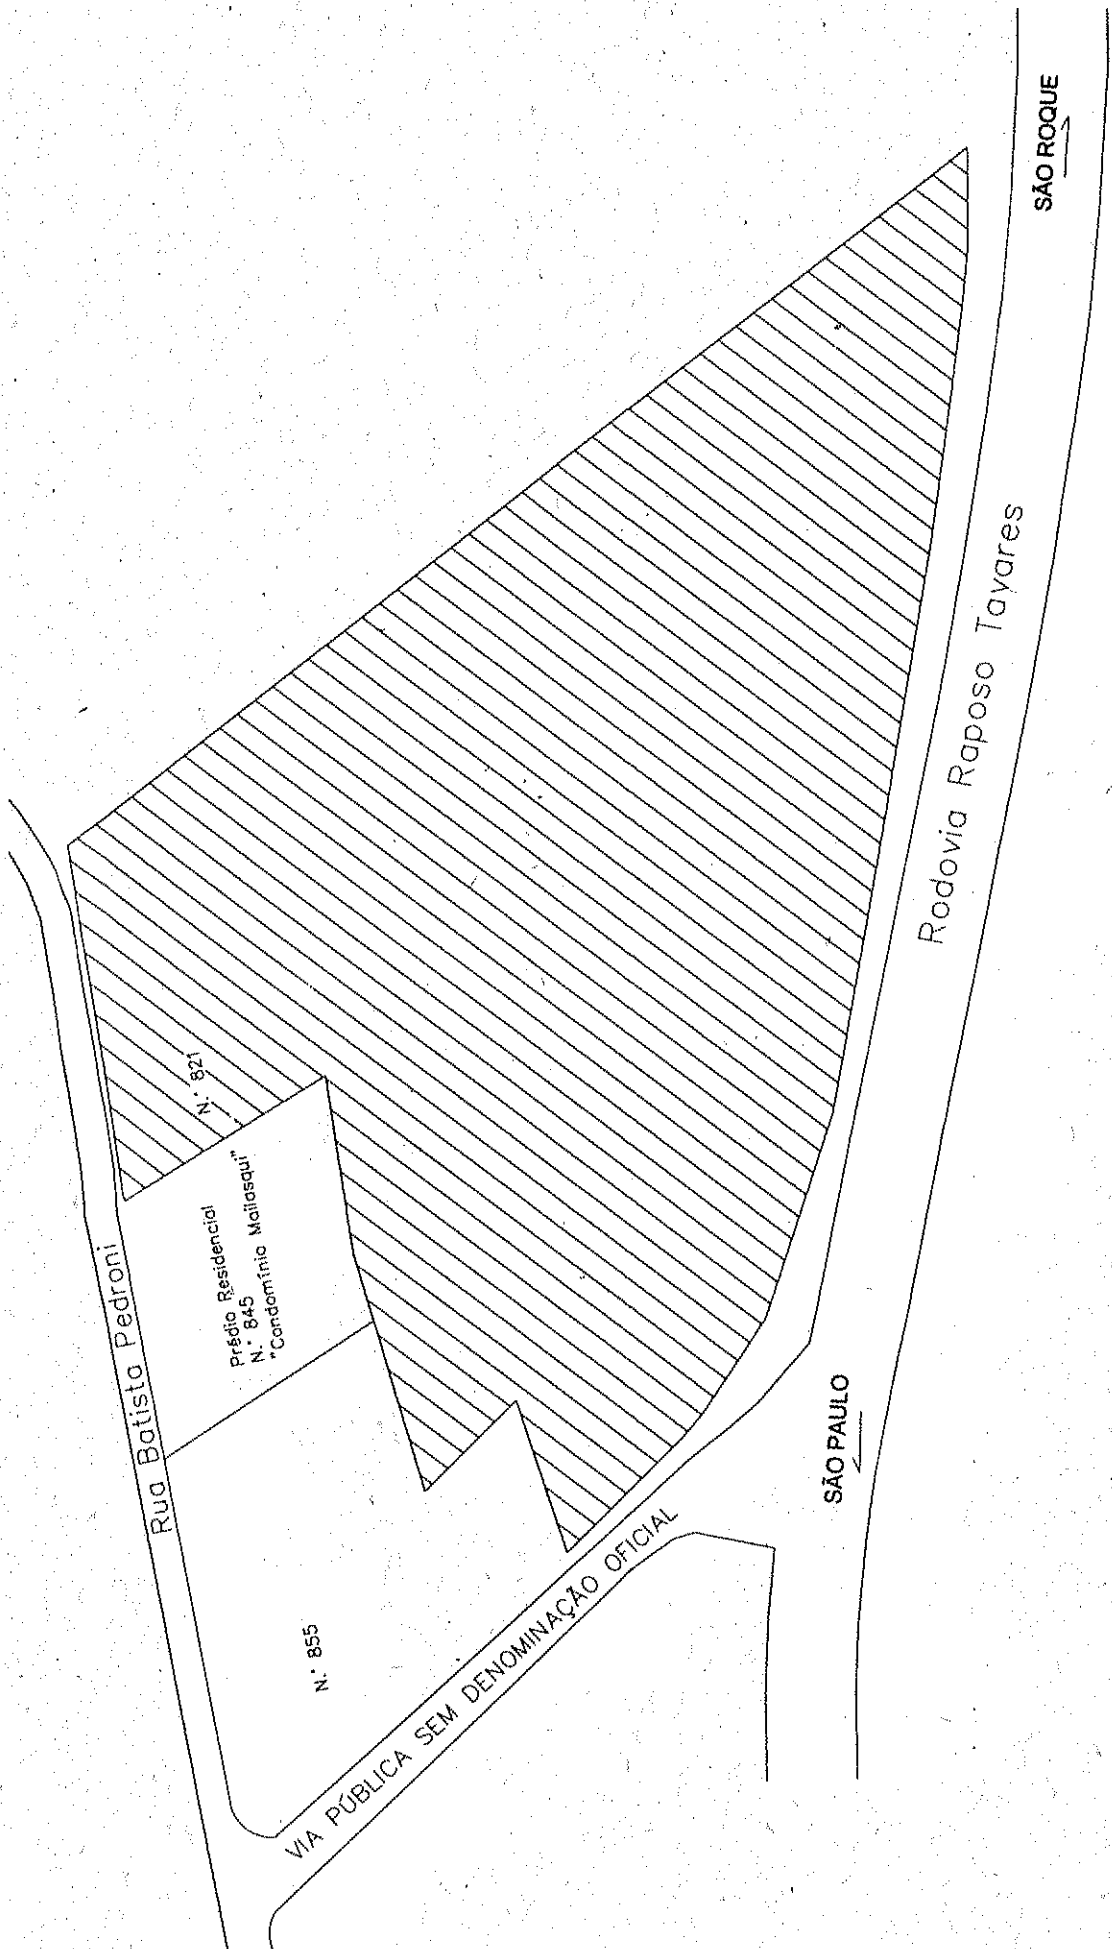 Rua Batista Pedroni
N.° 821
Prédio Residencial
N.° 845
"Condomínio Mailasqui"
N.° 855
VIA PÚBLICA SEM DENOMINAÇÃO OFICIAL
SÃO PAULO
Rodovia Raposo Tavares
SÃO ROQUE